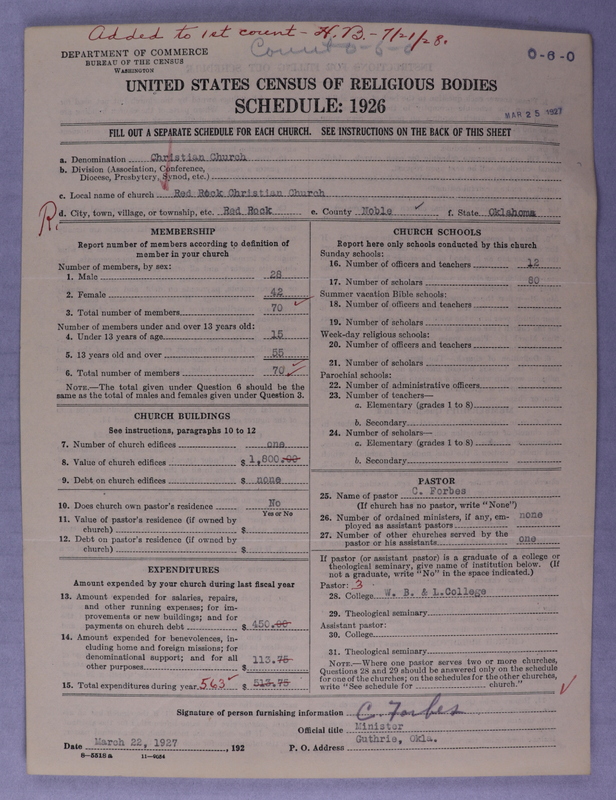 Added to 1st count - H.B. - 7/21/28.
Count 0-6-0
DEPARTMENT OF COMMERCE
BUREAU OF THE CENSUS
WASHINGTON
0-6-0
UNITED STATES CENSUS OF RELIGIOUS BODIES
SCHEDULE: 1926
MAR 25 1927
FILL OUT A SEPARATE SCHEDULE FOR EACH CHURCH. SEE INSTRUCTIONS ON THE BACK OF THIS SHEET
a. Denomination Christian Church
b. Division (Association, Conference,
Diocese, Presbytery, Synod, etc.)
c. Local name of church Red Rock Christian Church
R.
d. City, town, village, or township, etc. Red Rock e. County Noble f. State Oklahoma
MEMBERSHIP
Report number of members according to definition of
member in your church
Number of members, by sex:
1. Male 28
2. Female 42
3. Total number of members 70
Number of members under and over 13 years old:
4. Under 13 years of age 15
5. 13 years old and over 55
6. Total number of members 70
NOTE.—The total given under Question 6 should be the
same as the total of males and females given under Question 3.
CHURCH BUILDINGS
See instructions, paragraphs 10 to 12
7. Number of church edifices one
8. Value of church edifices $ 1,800.00
9. Debt on church edifices $ none
10. Does church own pastor's residence No
Yes or No
11. Value of pastor's residence (if owned by
church) $
12. Debt on pastor's residence (if owned by
church) $
EXPENDITURES
Amount expended by your church during last fiscal year
13. Amount expended for salaries, repairs,
and other running expenses; for im-
provements or new buildings; and for
payments on church debt $ 450.00
14. Amount expended for benevolences, in-
cluding home and foreign missions; for
denominational support; and for all
other purposes 113.75
15. Total expenditures during year 563 $ 513.75
CHURCH SCHOOLS
Report here only schools conducted by this church
Sunday schools:
16. Number of officers and teachers 12
17. Number of scholars 80
Summer vacation Bible schools:
18. Number of officers and teachers
19. Number of scholars
Week-day religious schools:
20. Number of officers and teachers
21. Number of scholars
Parochial schools:
22. Number of administrative officers
23. Number of teachers—
a. Elementary (grades 1 to 8)
b. Secondary
24. Number of scholars—
a. Elementary (grades 1 to 8)
b. Secondary
PASTOR
25. Name of pastor C. Forbes
(If church has no pastor, write "None")
26. Number of ordained ministers, if any, em-
ployed as assistant pastors none
27. Number of other churches served by the
pastor or his assistants one
If pastor (or assistant pastor) is a graduate of a college or
theological seminary, give name of institution below. (If
not a graduate, write "No" in the space indicated.)
Pastor: 3
28. College W. B. & L.College
29. Theological seminary
Assistant pastor:
30. College
31. Theological seminary
NOTE.—Where one pastor serves two or more churches,
Questions 28 and 29 should be answered only on the schedule
for one of the churches; on the schedules for the other churches,
write "See schedule for church."
Signature of person furnishing information C. Forbes
Official title Minister
Date March 22, 1927, 192 P. O. Address Guthrie, Okla.
8-5518 a 11-9024